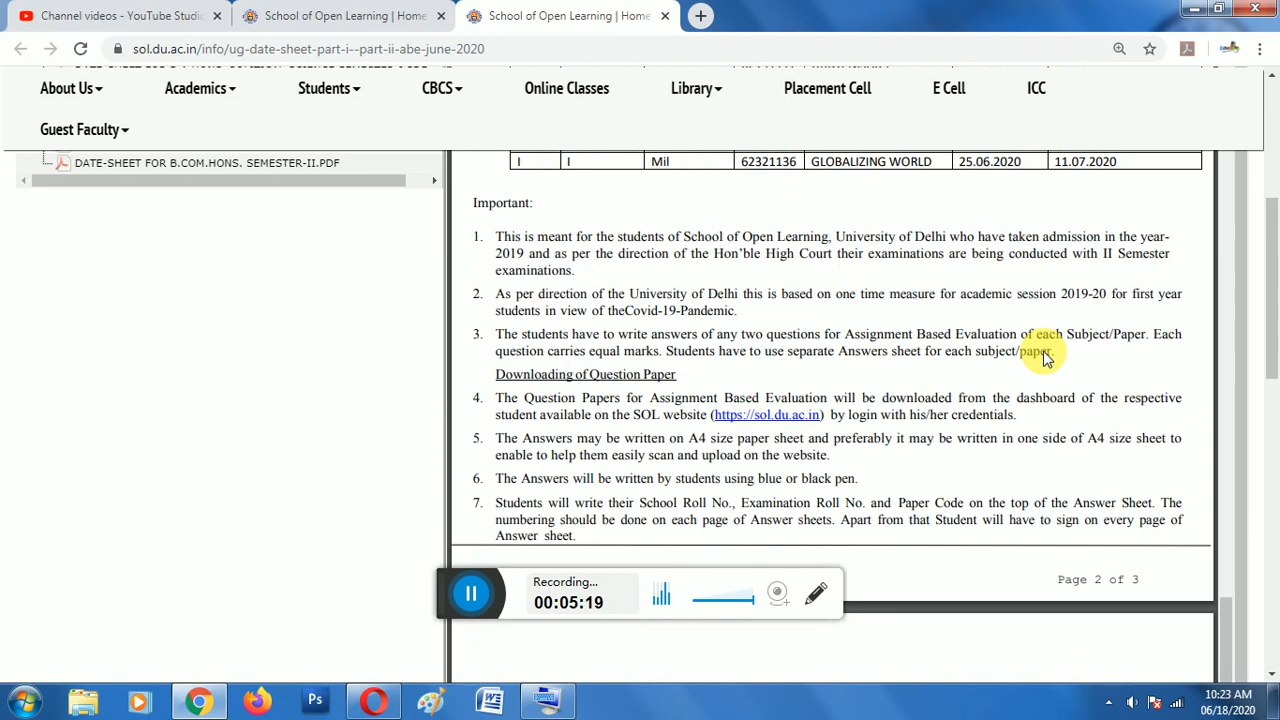 Channel videos - YouTube Studio
School of Open Learning | Home
School of Open Learning | Home
sol.du.ac.in/info/ug-date-sheet-part-i--part-ii-abe-june-2020
About Us
Academics
Students
CBCS
Online Classes
Library
Placement Cell
E Cell
ICC
Guest Faculty
DATE-SHEET FOR B.COM.HONS. SEMESTER-II.PDF
I I Mil 62321136 GLOBALIZING WORLD 25.06.2020 11.07.2020
Important:
1. This is meant for the students of School of Open Learning, University of Delhi who have taken admission in the year-
2019 and as per the direction of the Hon'ble High Court their examinations are being conducted with II Semester
examinations.
2. As per direction of the University of Delhi this is based on one time measure for academic session 2019-20 for first year
students in view of theCovid-19-Pandemic.
3. The students have to write answers of any two questions for Assignment Based Evaluation of each Subject/Paper. Each
question carries equal marks. Students have to use separate Answers sheet for each subject/paper.
Downloading of Question Paper
4. The Question Papers for Assignment Based Evaluation will be downloaded from the dashboard of the respective
student available on the SOL website (https://sol.du.ac.in) by login with his/her credentials.
5. The Answers may be written on A4 size paper sheet and preferably it may be written in one side of A4 size sheet to
enable to help them easily scan and upload on the website.
6. The Answers will be written by students using blue or black pen.
7. Students will write their School Roll No., Examination Roll No. and Paper Code on the top of the Answer Sheet. The
numbering should be done on each page of Answer sheets. Apart from that Student will have to sign on every page of
Answer sheet.
Page 2 of 3
Recording...
00:05:19
Ps
10:23 AM
06/18/2020